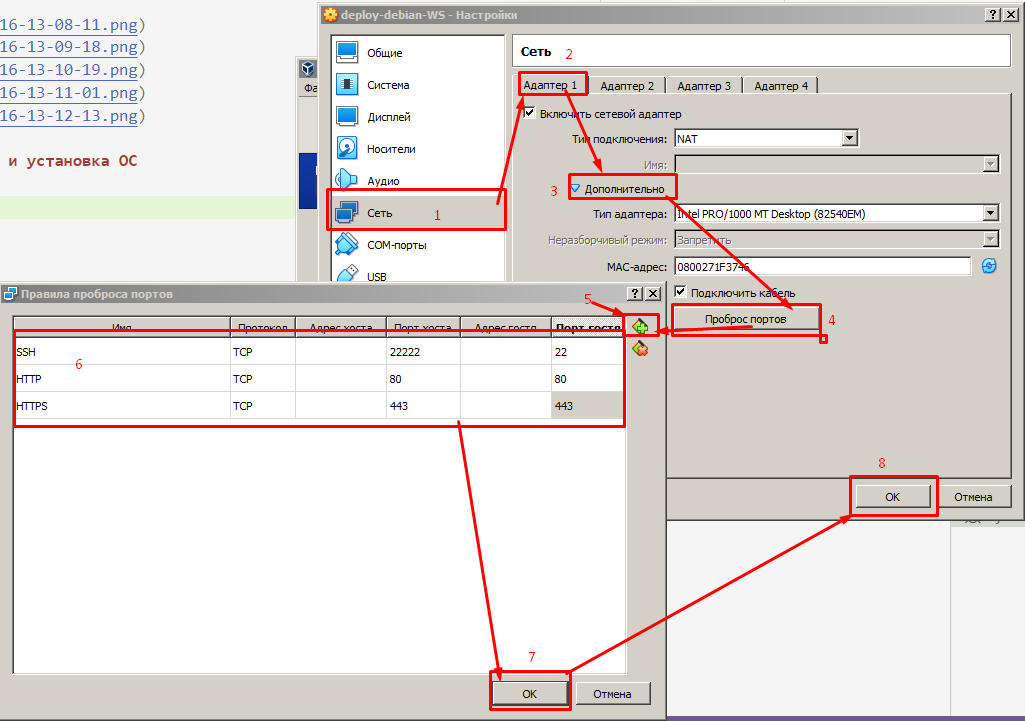 16-13-08-11.png)
16-13-09-18.png)
16-13-10-19.png)
16-13-11-01.png)
16-13-12-13.png)
и установка ОС
deploy-debian-WS - Настройки
Общие
Система
Дисплей
Носители
Аудио
Сеть
1
COM-порты
USB
Сеть
2
Адаптер 1
Адаптер 2
Адаптер 3
Адаптер 4
Включить сетевой адаптер
Тип подключения:
NAT
Имя:
3
Дополнительно
Тип адаптера:
Intel PRO/1000 MT Desktop (82540EM)
Неразборчивый режим:
Запретить
MAC-адрес:
0800271F3746
Подключить кабель
Проброс портов
4
8
OK
Отмена
Правила проброса портов
5
Имя Протокол Адрес хоста Порт хоста Адрес гостя Порт гостя
SSH TCP 22222 22
6
HTTP TCP 80 80
HTTPS TCP 443 443
7
OK
Отмена